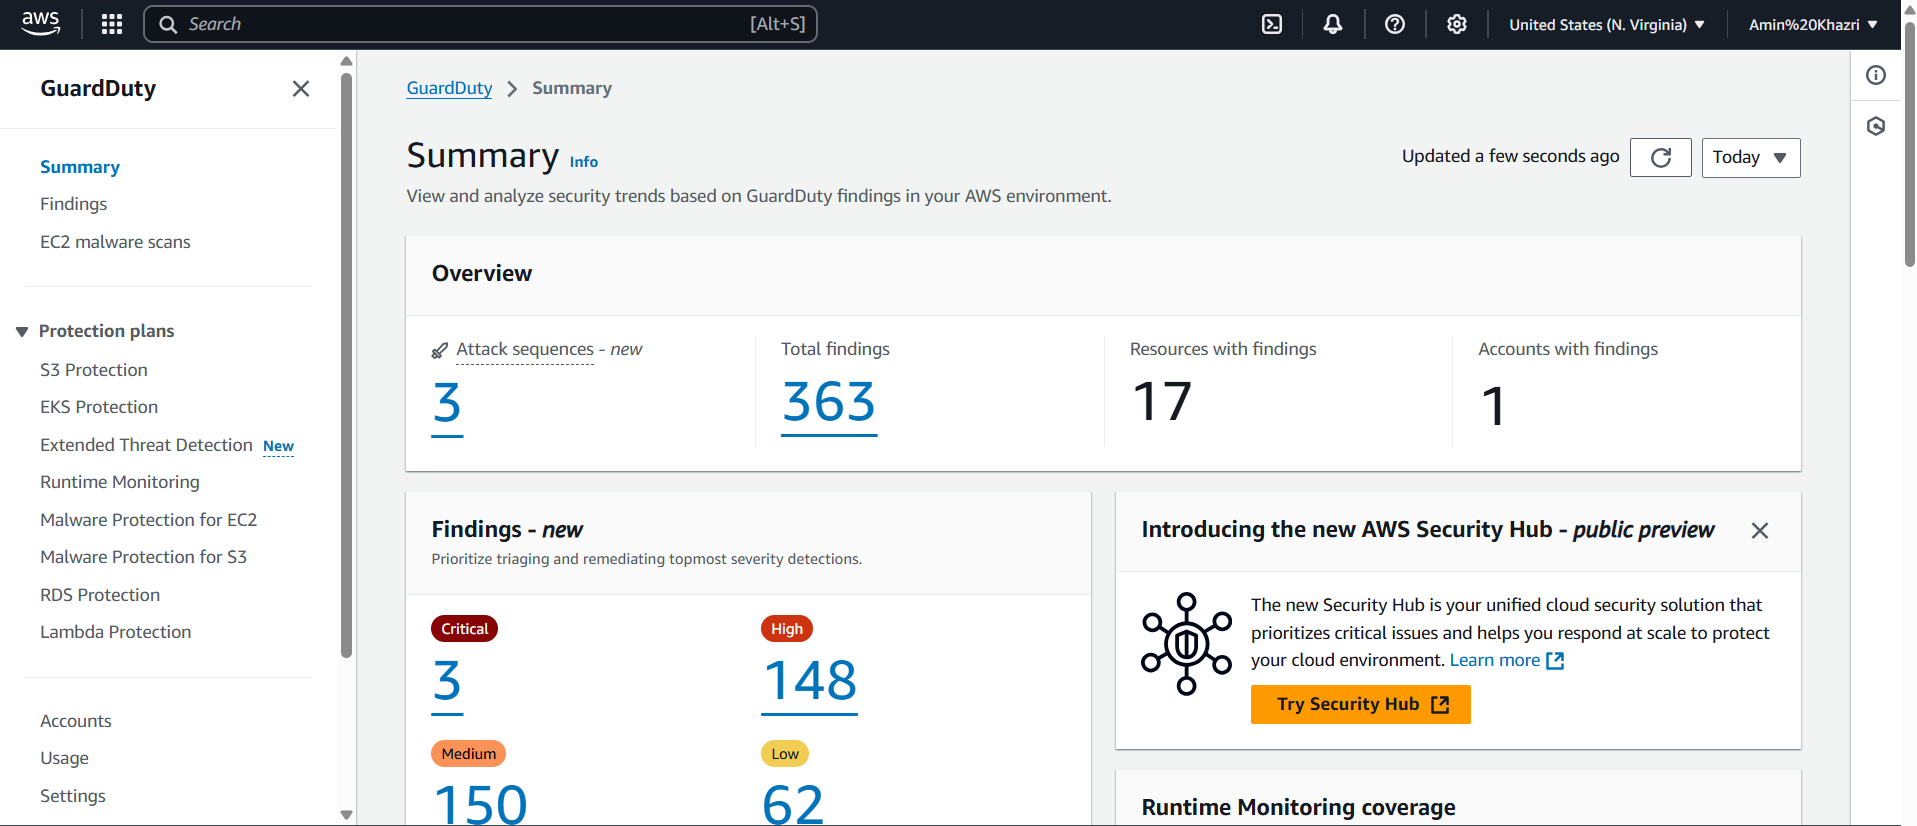 aws
Search [Alt+S]
United States (N. Virginia)
Amin%20Khazri
GuardDuty
Summary
Findings
EC2 malware scans
Protection plans
S3 Protection
EKS Protection
Extended Threat Detection New
Runtime Monitoring
Malware Protection for EC2
Malware Protection for S3
RDS Protection
Lambda Protection
Accounts
Usage
Settings
GuardDuty > Summary
Summary Info
Updated a few seconds ago
Today
View and analyze security trends based on GuardDuty findings in your AWS environment.
Overview
Attack sequences - new
3
Total findings
363
Resources with findings
17
Accounts with findings
1
Findings - new
Prioritize triaging and remediating topmost severity detections.
Critical
3
High
148
Medium
150
Low
62
Introducing the new AWS Security Hub - public preview
The new Security Hub is your unified cloud security solution that
prioritizes critical issues and helps you respond at scale to protect
your cloud environment. Learn more
Try Security Hub
Runtime Monitoring coverage